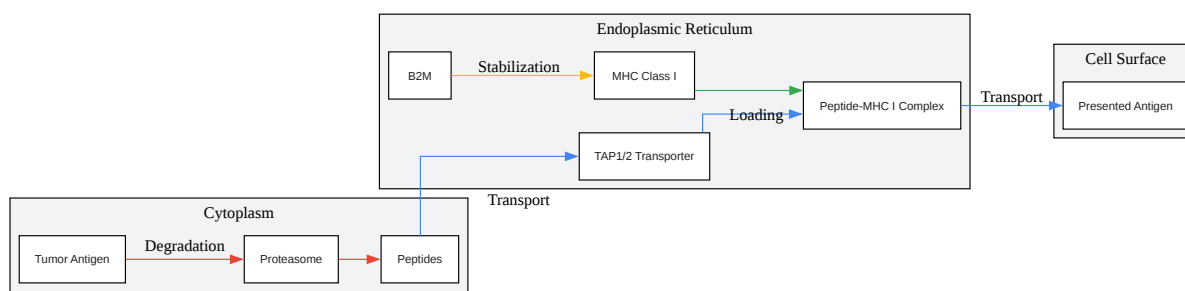 Endoplasmic Reticulum
B2M
Stabilization
MHC Class I
Peptide-MHC I Complex
Loading
TAP1/2 Transporter
Transport
Cell Surface
Presented Antigen
Transport
Cytoplasm
Tumor Antigen
Degradation
Proteasome
Peptides